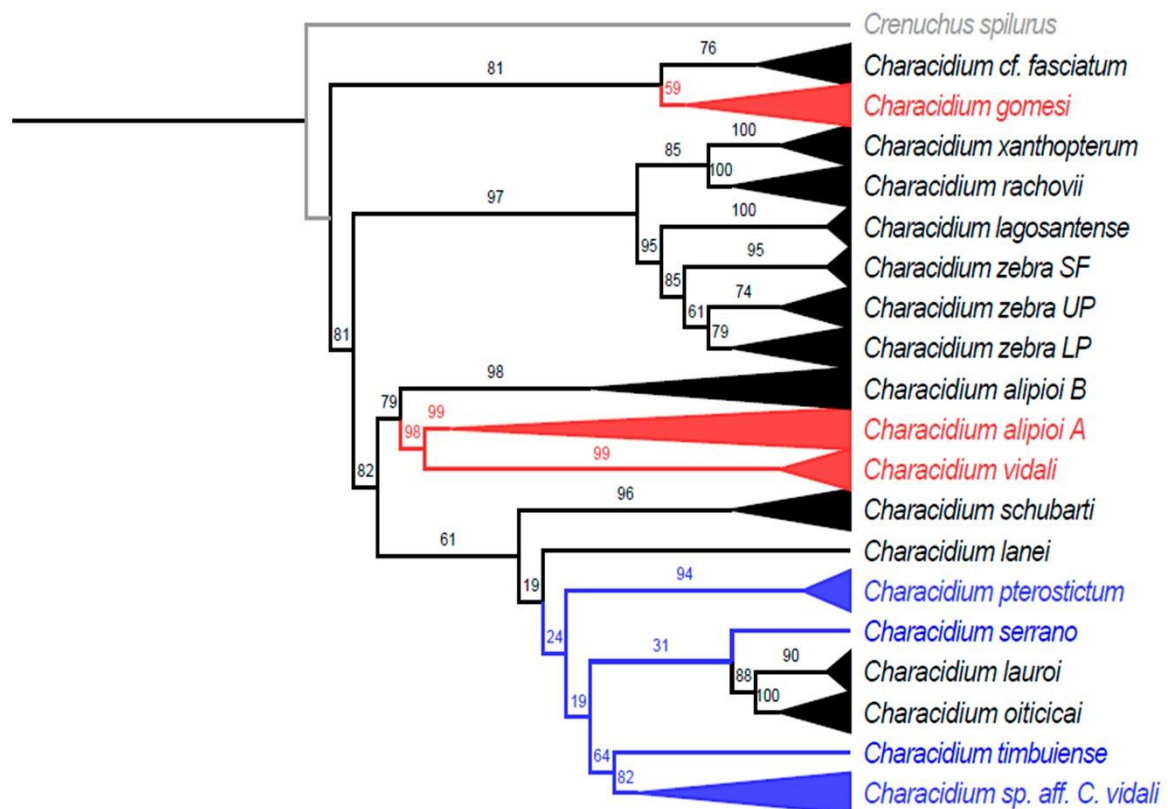 Crenuchus spilurus
76
Characidium cf. fasciatum
81
59
Characidium gomesi
100
Characidium xanthopterum
85
100
Characidium rachovii
97
100
Characidium lagosantense
95
95
Characidium zebra SF
85
74
Characidium zebra UP
61
79
Characidium zebra LP
81
98
Characidium alipioi B
79
99
98
Characidium alipioi A
99
Characidium vidali
82
96
Characidium schubarti
61
Characidium lanei
19
94
Characidium pterostictum
24
31
Characidium serrano
90
88
Characidium lauroi
100
19
Characidium oiticicai
Characidium timbuiense
64
82
Characidium sp. aff. C. vidali